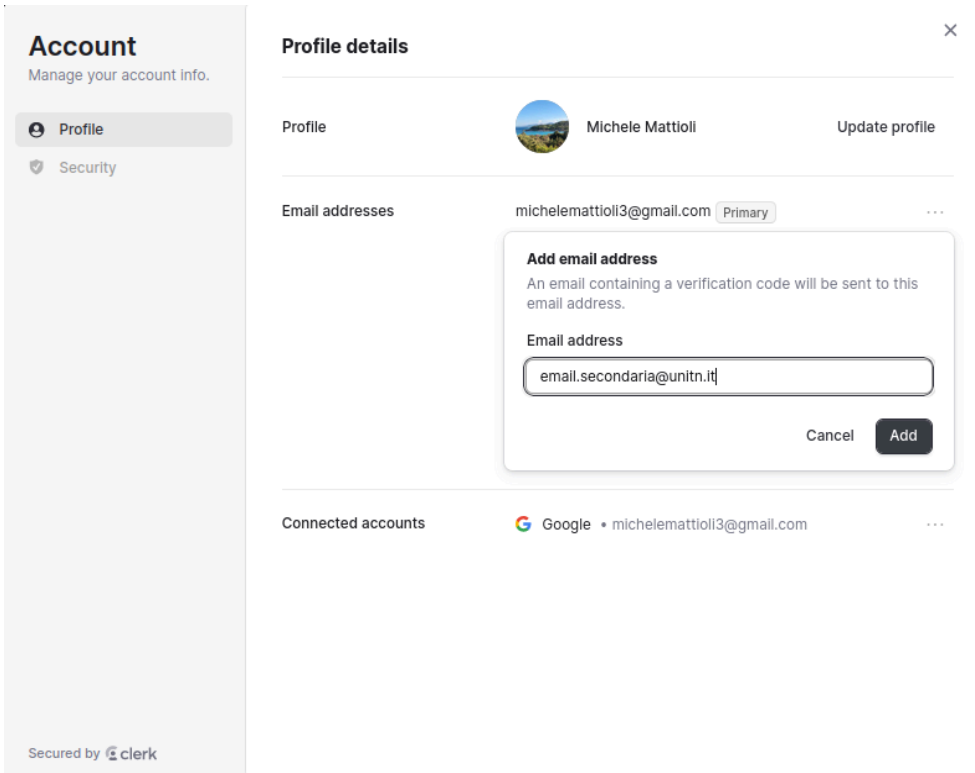 Account
Manage your account info.
Profile
Security
Profile details
Profile
Michele Mattioli
Update profile
Email addresses
michelemattioli3@gmail.com Primary
Add email address
An email containing a verification code will be sent to this
email address.
Email address
email.secondaria@unitn.it
Cancel
Add
Connected accounts
Google • michelemattioli3@gmail.com
Secured by clerk